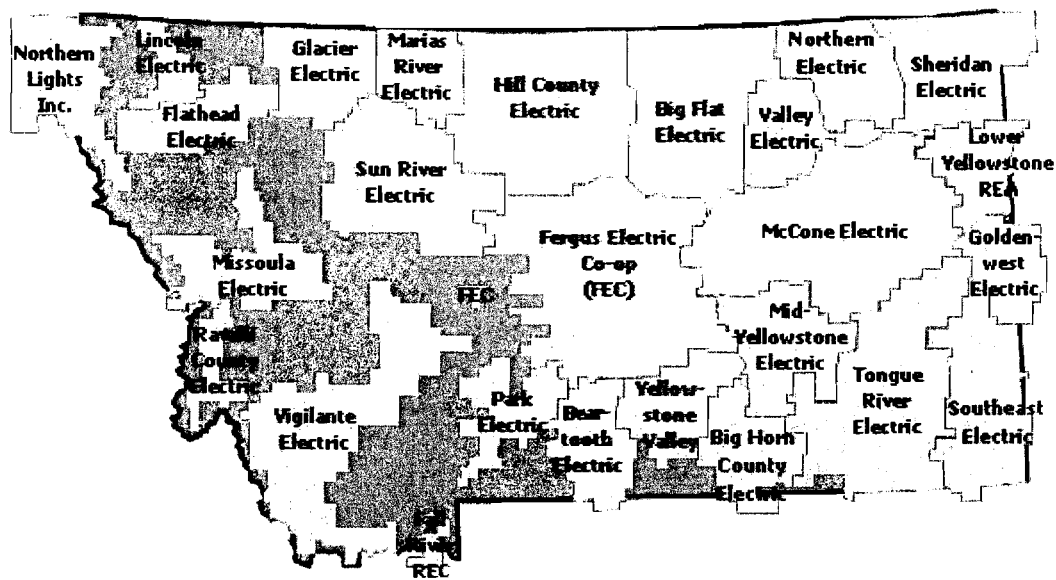 Northern
Lights
Inc.
Lincoln
Electric
Flathead
Electric
Glacier
Electric
Marias
River
Electric
Hill County
Electric
Big Flat
Electric
Northern
Electric
Valley
Electric
Sheridan
Electric
Lower
Yellowstone
REA
Sun River
Electric
Fergus Electric
Co-op
(FEC)
McCone Electric
Golden-
west
Electric
Missoula
Electric
FEC
Mid-
Yellowstone
Electric
Ravalli
County
Electric
Vigilante
Electric
Park
Electric
Bear-
tooth
Electric
Yellow-
stone
Valley
Big Horn
County
Electric
Tongue
River
Electric
Southeast
Electric
Fall
River
REC